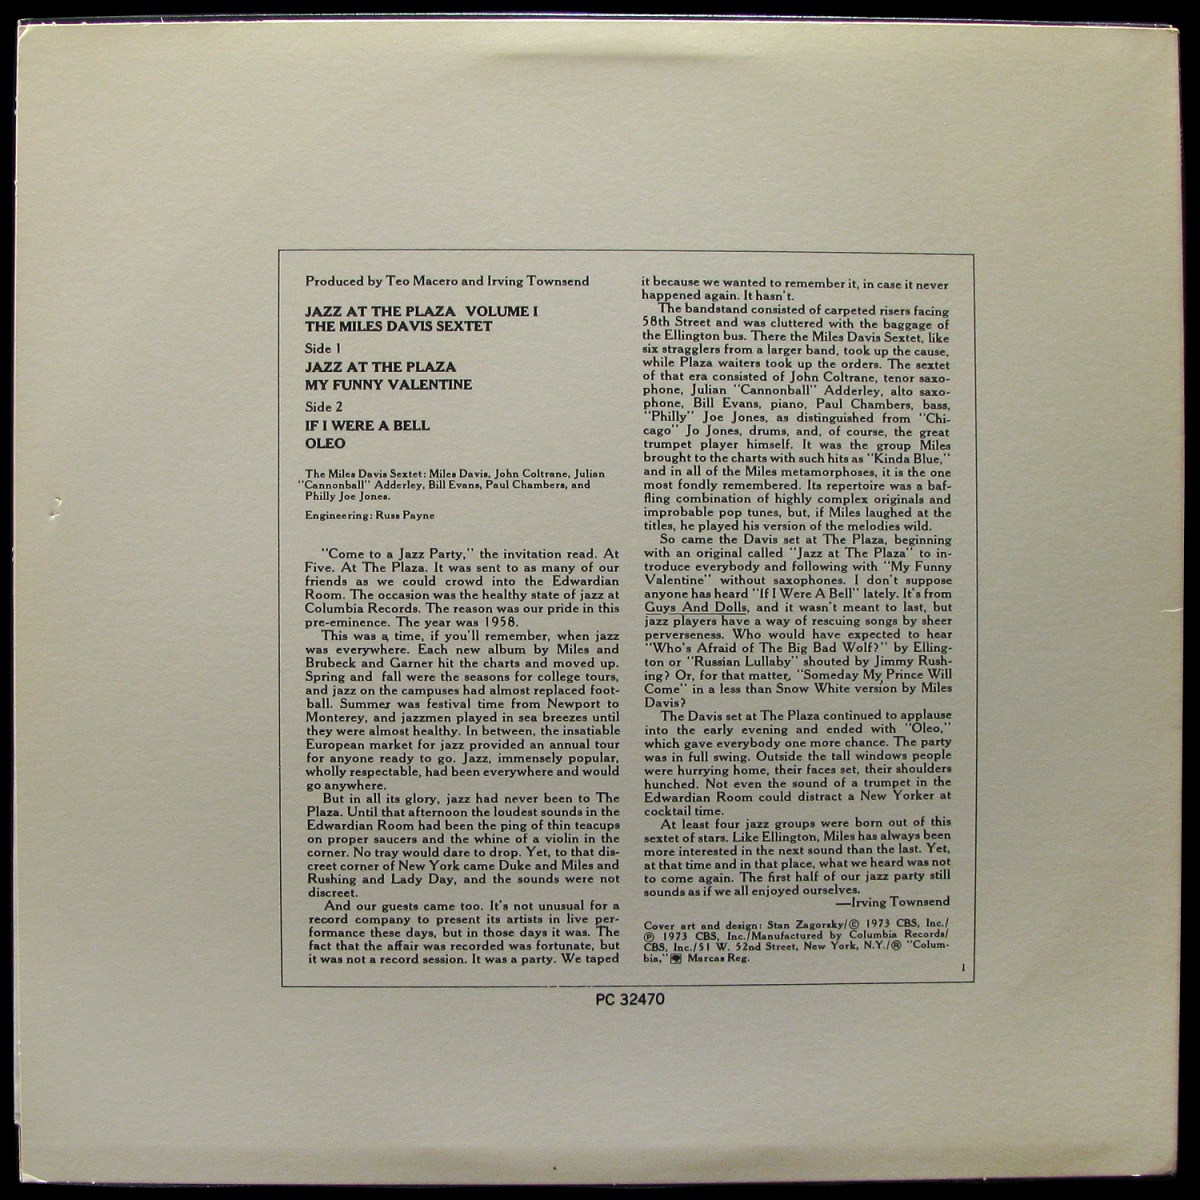 Produced by Teo Macero and Irving Townsend
JAZZ AT THE PLAZA VOLUME I
THE MILES DAVIS SEXTET
Side 1
JAZZ AT THE PLAZA
MY FUNNY VALENTINE
Side 2
IF I WERE A BELL
OLEO
The Miles Davis Sextet: Miles Davis, John Coltrane, Julian
"Cannonball" Adderley, Bill Evans, Paul Chambers, and
Philly Joe Jones.
Engineering: Russ Payne
"Come to a Jazz Party," the invitation read. At
Five. At The Plaza. It was sent to as many of our
friends as we could crowd into the Edwardian
Room. The occasion was the healthy state of jazz at
Columbia Records. The reason was our pride in this
pre-eminence. The year was 1958.
This was a time, if you'll remember, when jazz
was everywhere. Each new album by Miles and
Brubeck and Garner hit the charts and moved up.
Spring and fall were the seasons for college tours,
and jazz on the campuses had almost replaced foot-
ball. Summer was festival time from Newport to
Monterey, and jazzmen played in sea breezes until
they were almost healthy. In between, the insatiable
European market for jazz provided an annual tour
for anyone ready to go. Jazz, immensely popular,
wholly respectable, had been everywhere and would
go anywhere.
But in all its glory, jazz had never been to The
Plaza. Until that afternoon the loudest sounds in the
Edwardian Room had been the ping of thin teacups
on proper saucers and the whine of a violin in the
corner. No tray would dare to drop. Yet, to that dis-
creet corner of New York came Duke and Miles and
Rushing and Lady Day, and the sounds were not
discreet.
And our guests came too. It's not unusual for a
record company to present its artists in live per-
formance these days, but in those days it was. The
fact that the affair was recorded was fortunate, but
it was not a record session. It was a party. We taped
it because we wanted to remember it, in case it never
happened again. It hasn't.
The bandstand consisted of carpeted risers facing
58th Street and was cluttered with the baggage of
the Ellington bus. There the Miles Davis Sextet, like
six stragglers from a larger band, took up the cause,
while Plaza waiters took up the orders. The sextet
of that era consisted of John Coltrane, tenor saxo-
phone, Julian "Cannonball" Adderley, alto saxo-
phone, Bill Evans, piano, Paul Chambers, bass,
"Philly" Joe Jones, as distinguished from "Chi-
cago" Jo Jones, drums, and, of course, the great
trumpet player himself. It was the group Miles
brought to the charts with such hits as "Kinda Blue,"
and in all of the Miles metamorphoses, it is the one
most fondly remembered. Its repertoire was a baf-
fling combination of highly complex originals and
improbable pop tunes, but, if Miles laughed at the
titles, he played his version of the melodies wild.
So came the Davis set at The Plaza, beginning
with an original called "Jazz at The Plaza" to in-
troduce everybody and following with "My Funny
Valentine" without saxophones. I don't suppose
anyone has heard "If I Were A Bell" lately. It's from
Guys And Dolls, and it wasn't meant to last, but
jazz players have a way of rescuing songs by sheer
perverseness. Who would have expected to hear
"Who's Afraid of The Big Bad Wolf?" by Elling-
ton or "Russian Lullaby" shouted by Jimmy Rush-
ing? Or, for that matter, "Someday My Prince Will
Come" in a less than Snow White version by Miles
Davis?
The Davis set at The Plaza continued to applause
into the early evening and ended with "Oleo,"
which gave everybody one more chance. The party
was in full swing. Outside the tall windows people
were hurrying home, their faces set, their shoulders
hunched. Not even the sound of a trumpet in the
Edwardian Room could distract a New Yorker at
cocktail time.
At least four jazz groups were born out of this
sextet of stars. Like Ellington, Miles has always been
more interested in the next sound than the last. Yet,
at that time and in that place, what we heard was not
to come again. The first half of our jazz party still
sounds as if we all enjoyed ourselves.
—Irving Townsend
Cover art and design: Stan Zagorsky/© 1973 CBS, Inc./
℗ 1973 CBS, Inc./Manufactured by Columbia Records/
CBS, Inc./51 W. 52nd Street, New York, N.Y./® "Colum-
bia," Marcas Reg.
1
PC 32470